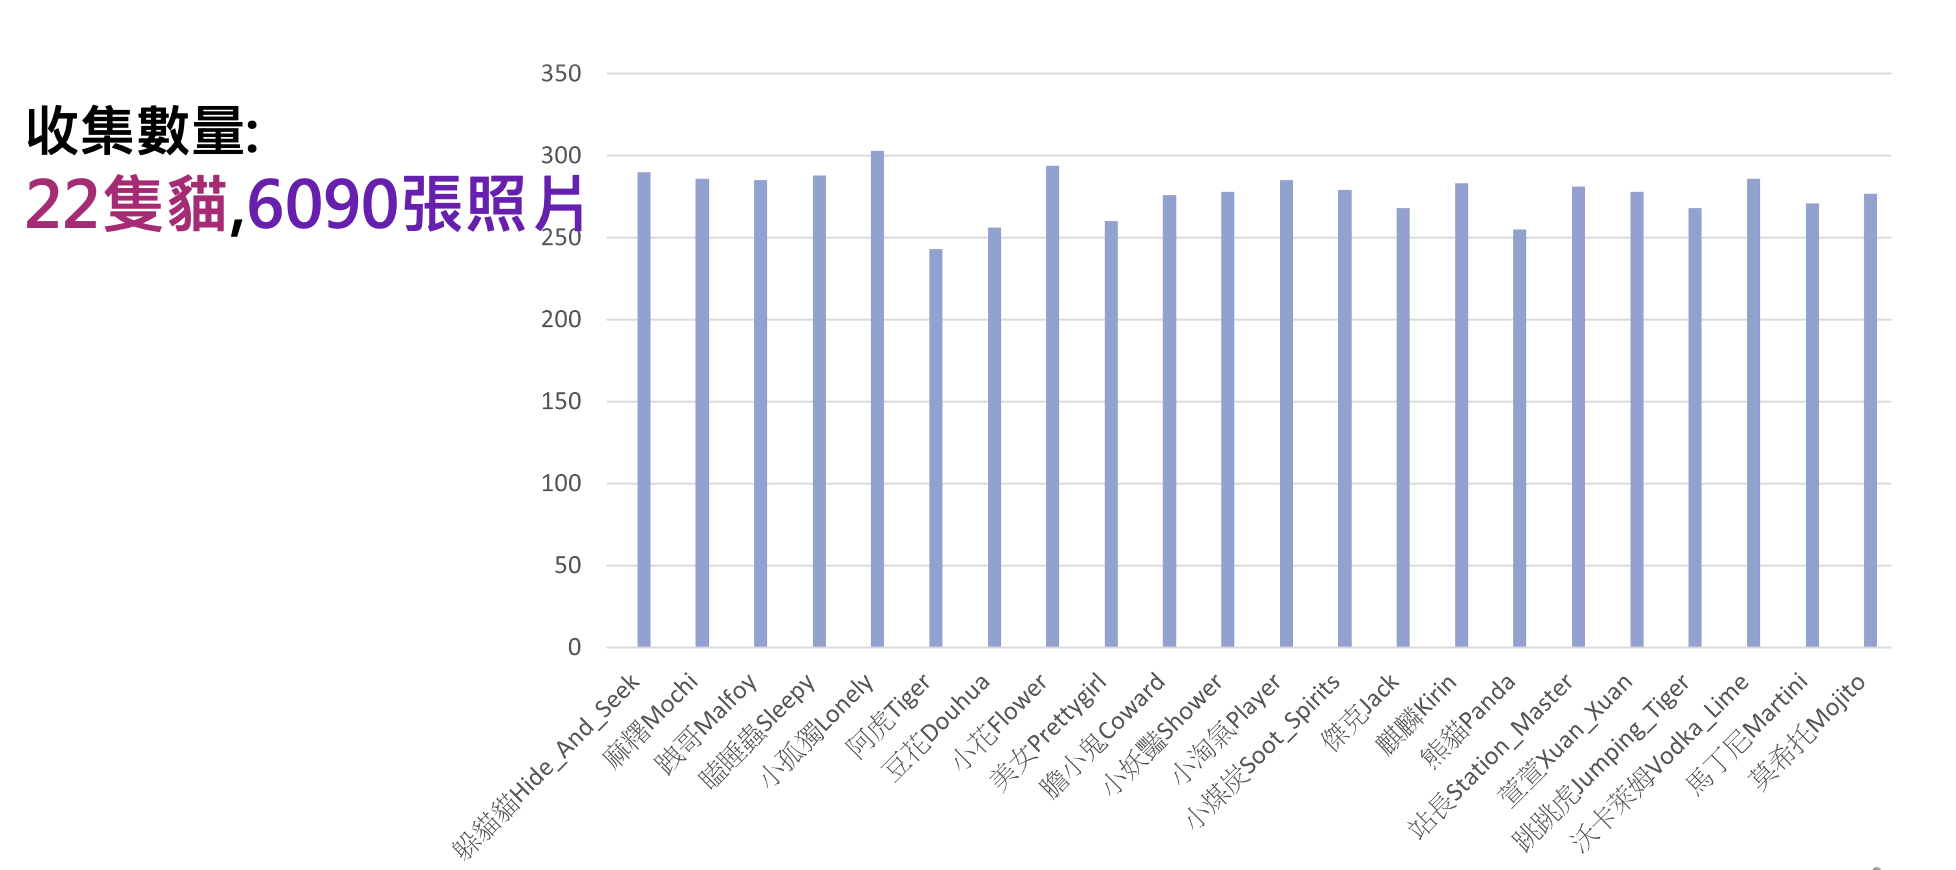 收集數量:
22隻貓,6090張照片
350
300
250
200
150
100
50
0
躲貓貓Hide_And_Seek
麻糬Mochi
跩哥Malfoy
瞌睡蟲Sleepy
小孤獨Lonely
阿虎Tiger
豆花Douhua
小花Flower
美女Prettygirl
膽小鬼Coward
小妖豔Shower
小淘氣Player
小煤炭Soot_Spirits
傑克Jack
麒麟Kirin
熊貓Panda
站長Station_Master
萱萱Xuan_Xuan
跳跳虎Jumping_Tiger
沃卡萊姆Vodka_Lime
馬丁尼Martini
莫希托Mojito